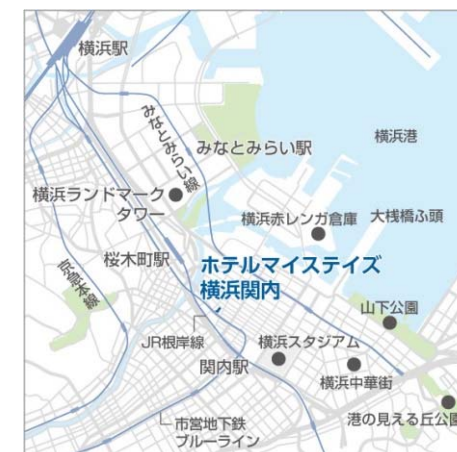 横浜駅
みなとみらい線
みなとみらい駅
横浜港
横浜ランドマーク
タワー
横浜赤レンガ倉庫
大桟橋ふ頭
桜木町駅
京急本線
ホテルマイステイズ
横浜関内
山下公園
JR根岸線
横浜スタジアム
関内駅
横浜中華街
港の見える丘公園
市営地下鉄
ブルーライン